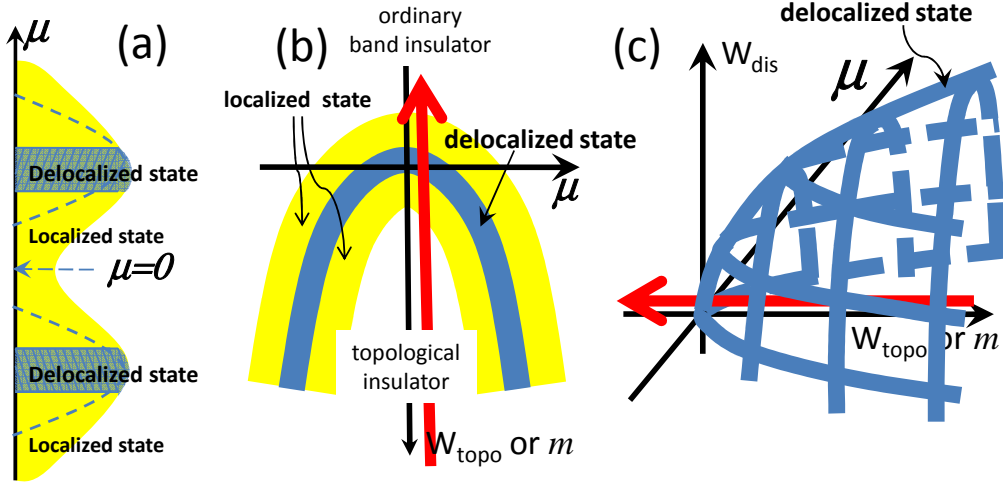 μ
(a)
Delocalized state
Localized state
μ=0
Delocalized state
Localized state
(b)
ordinary
band insulator
localized state
delocalized state
μ
topological
insulator
W_topo or m
(c)
delocalized state
W_dis
μ
W_topo or m